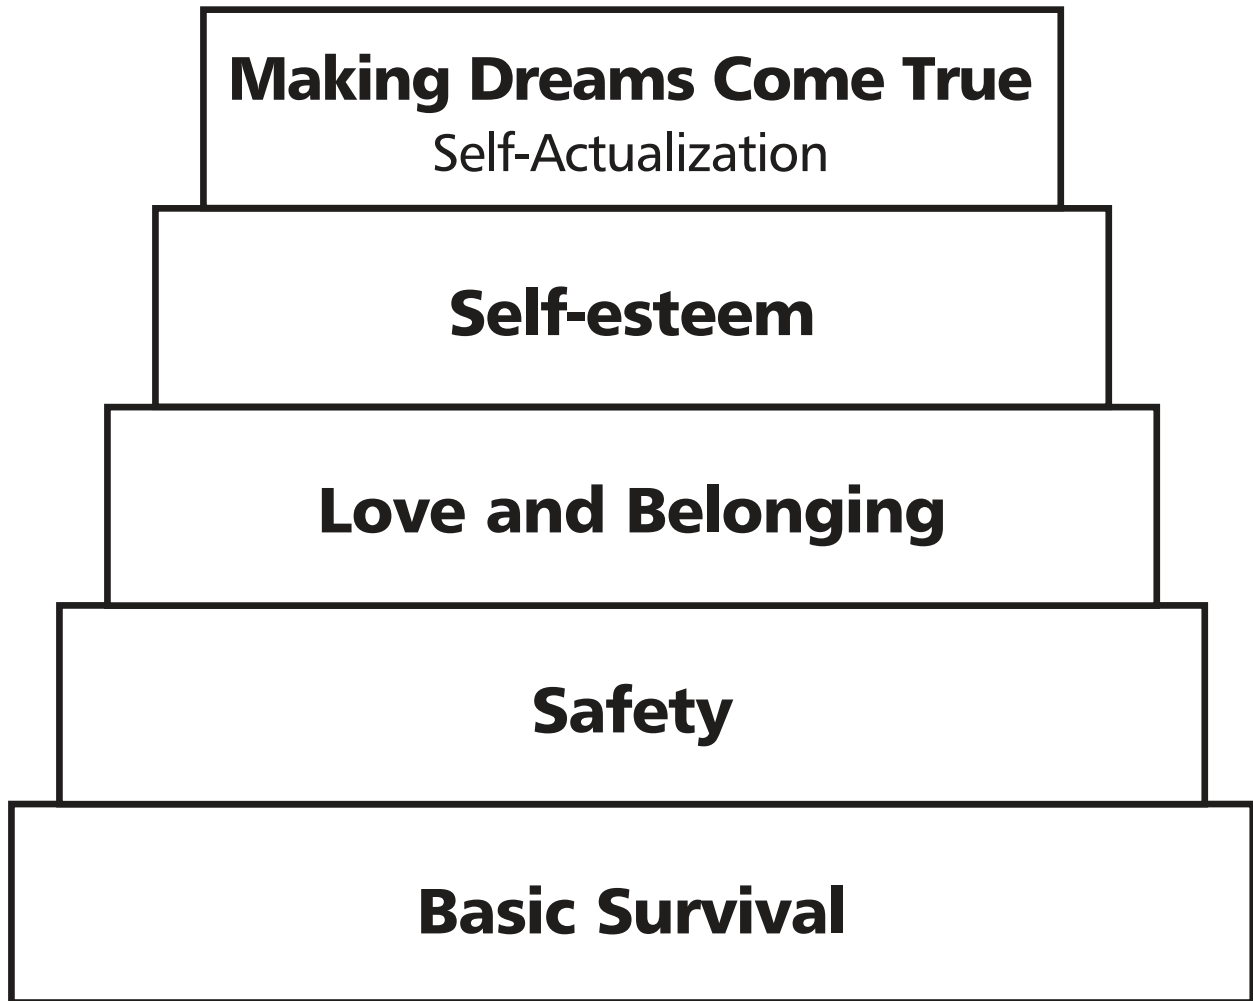 Making Dreams Come True
Self-Actualization
Self-esteem
Love and Belonging
Safety
Basic Survival